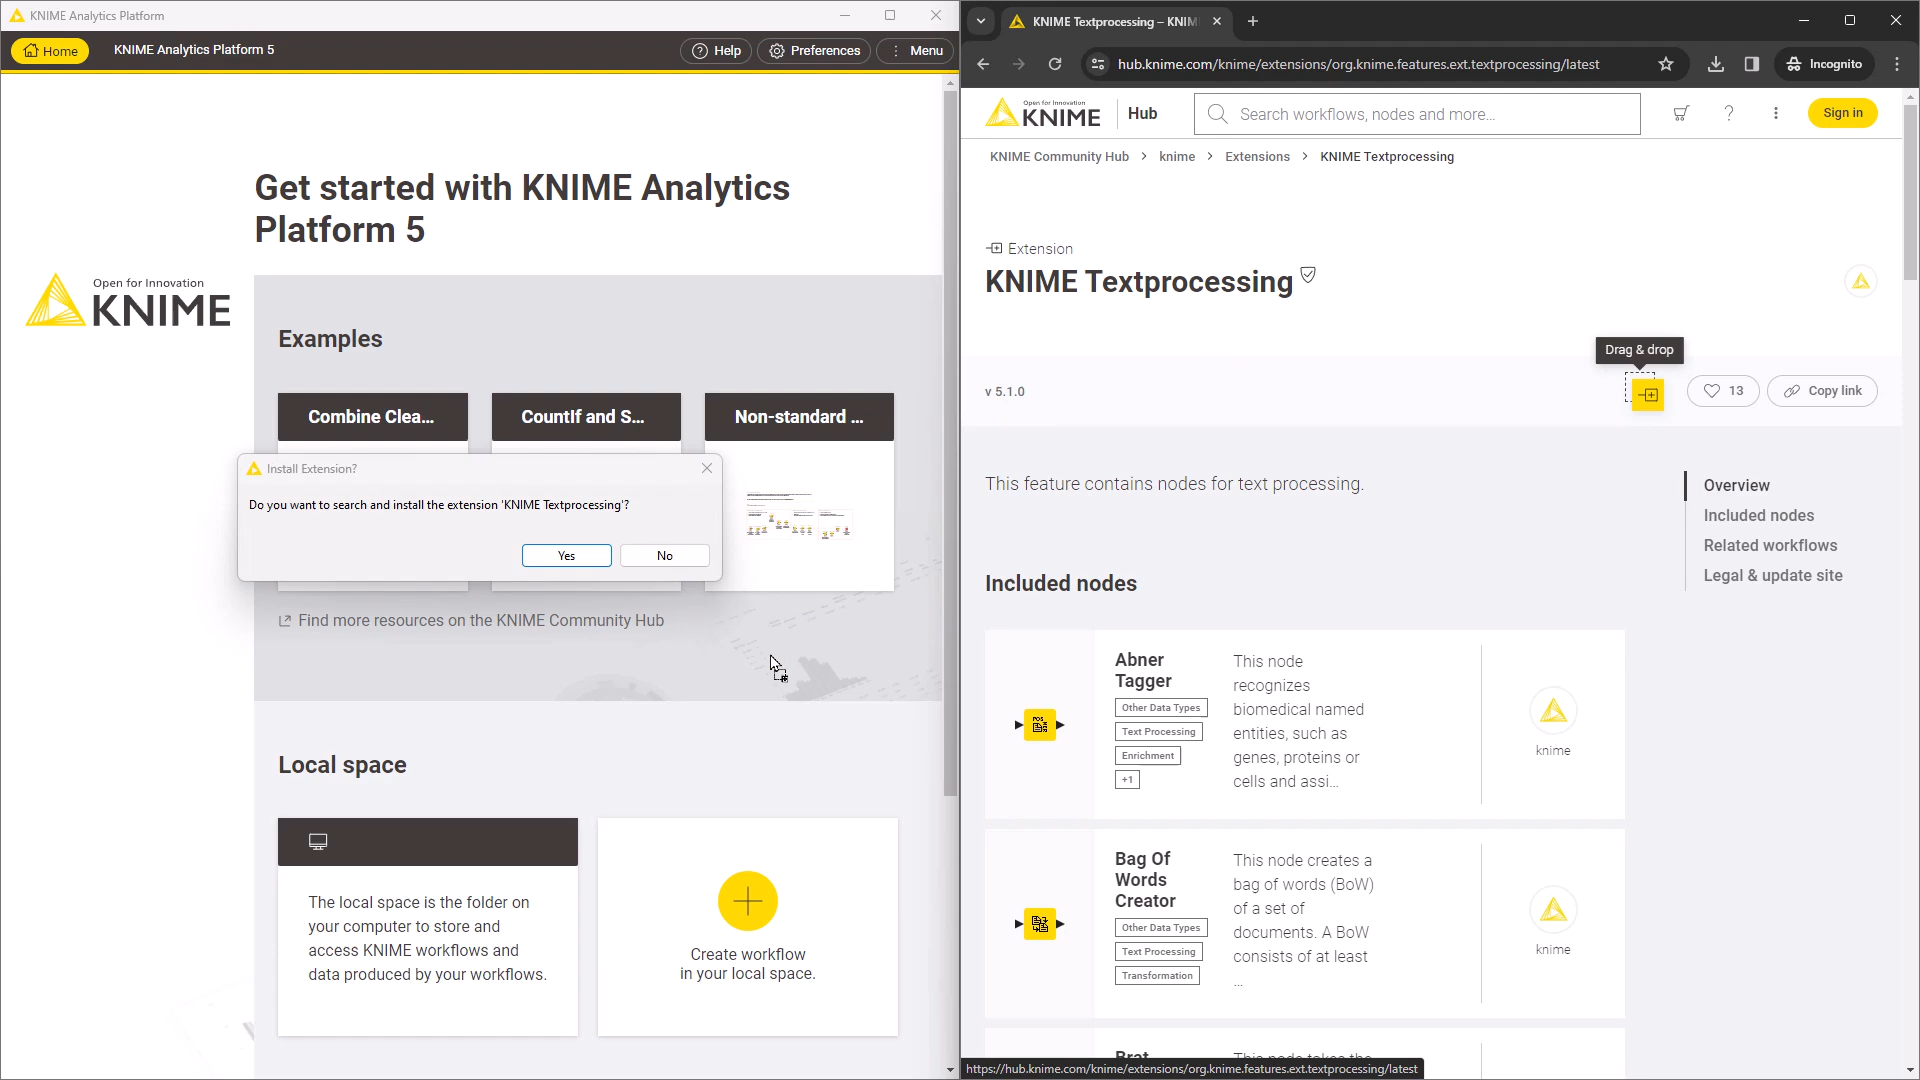 KNIME Analytics Platform
Home
KNIME Analytics Platform 5
Help
Preferences
Menu
Get started with KNIME Analytics
Platform 5
Open for Innovation
KNIME
Examples
Combine Clea...
CountIf and S...
Non-standard ...
Install Extension?
Do you want to search and install the extension 'KNIME Textprocessing'?
Yes
No
Find more resources on the KNIME Community Hub
Local space
The local space is the folder on
your computer to store and
access KNIME workflows and
data produced by your workflows.
Create workflow
in your local space.
KNIME Textprocessing – KNIM
hub.knime.com/knime/extensions/org.knime.features.ext.textprocessing/latest
Incognito
Open for Innovation
KNIME
Hub
Search workflows, nodes and more...
Sign in
KNIME Community Hub
knime
Extensions
KNIME Textprocessing
Extension
KNIME Textprocessing
Drag & drop
v 5.1.0
13
Copy link
This feature contains nodes for text processing.
Overview
Included nodes
Related workflows
Legal & update site
Included nodes
Abner
Tagger
Other Data Types
Text Processing
Enrichment
+1
This node
recognizes
biomedical named
entities, such as
genes, proteins or
cells and assi...
POS
knime
Bag Of
Words
Creator
Other Data Types
Text Processing
Transformation
This node creates a
bag of words (BoW)
of a set of
documents. A BoW
consists of at least
...
knime
Brat
This node takes the
https://hub.knime.com/knime/extensions/org.knime.features.ext.textprocessing/latest